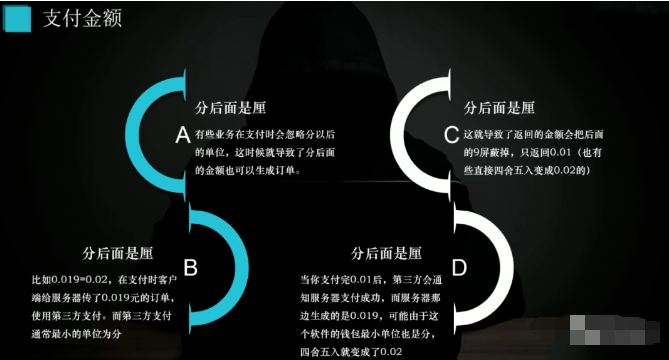 支付金额
A
分后面是厘
有些业务在支付时会忽略分以后
的单位，这时候就导致了分后面
的金额也可以生成订单。
B
分后面是厘
比如0.019=0.02，在支付时客户
端给服务器传了0.019元的订单，
使用第三方支付。而第三方支付
通常最小的单位为分
C
分后面是厘
这就导致了返回的金额会把后面
的9屏蔽掉，只返回0.01（也有
些直接四舍五入变成0.02的）
D
分后面是厘
当你支付完0.01后，第三方会通
知服务器支付成功，而服务器那
边生成的是0.019，可能由于这
个软件的钱包最小单位也是分，
四舍五入就变成了0.02